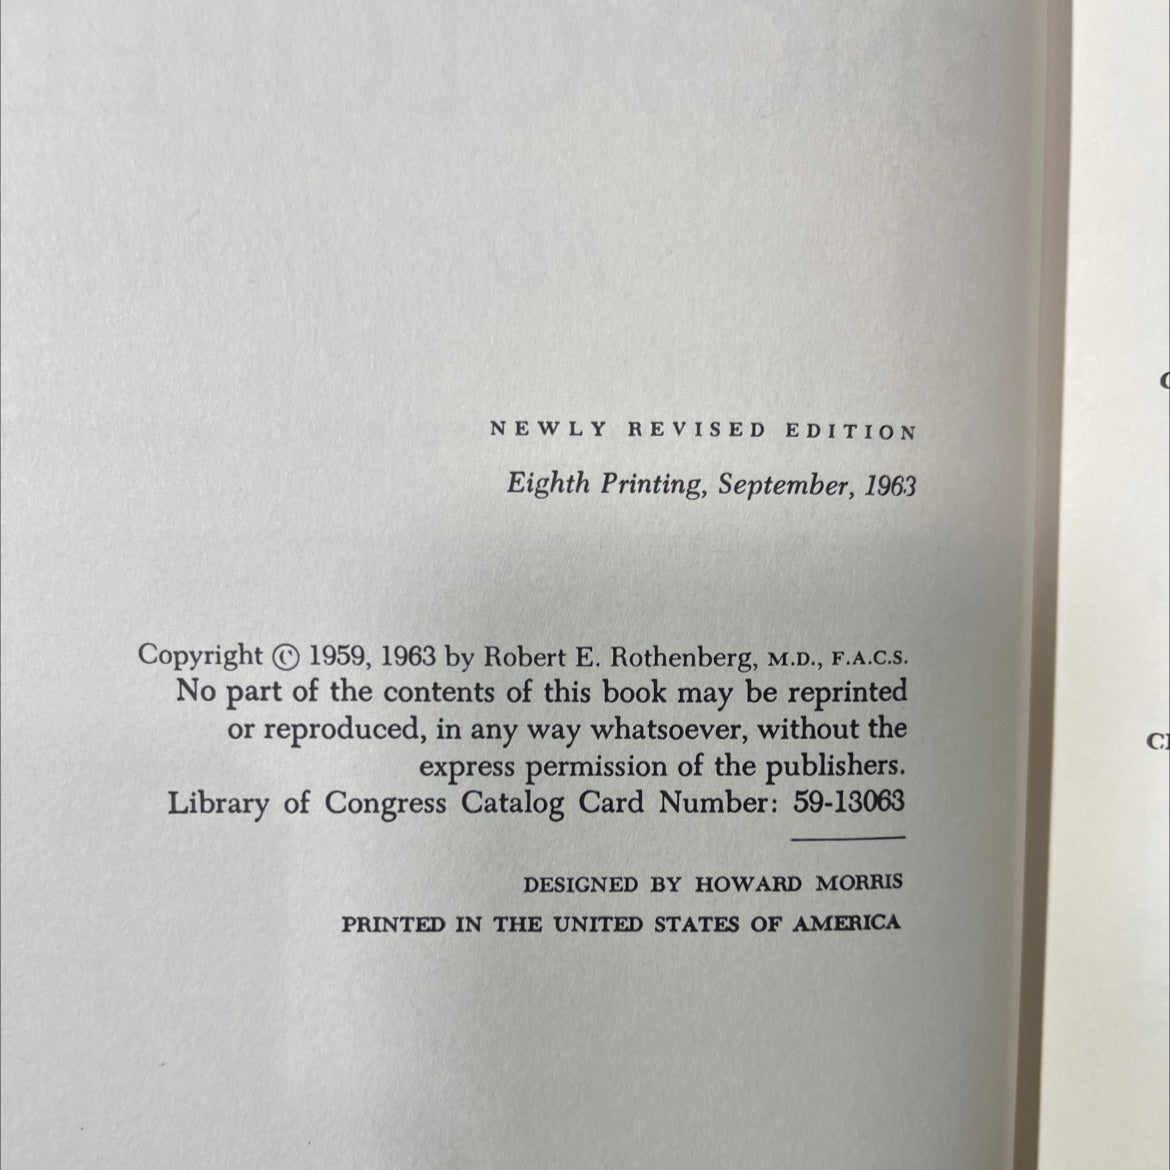 NEWLY REVISED EDITION
Eighth Printing, September, 1963
Copyright © 1959, 1963 by Robert E. Rothenberg, M.D., F.A.C.S.
No part of the contents of this book may be reprinted
or reproduced, in any way whatsoever, without the
express permission of the publishers.
Library of Congress Catalog Card Number: 59-13063
DESIGNED BY HOWARD MORRIS
PRINTED IN THE UNITED STATES OF AMERICA